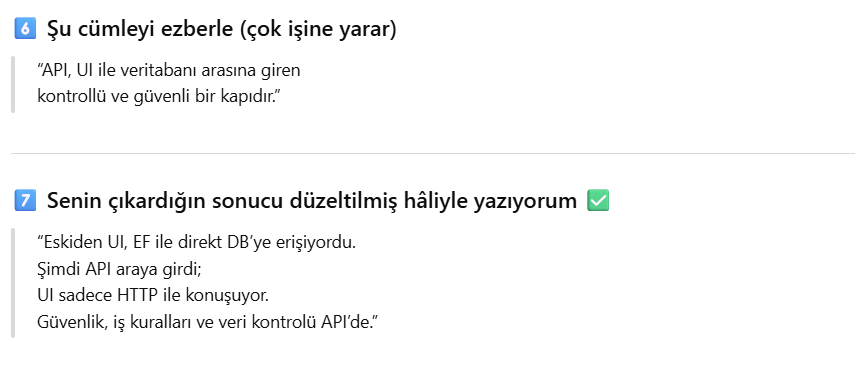 6 Şu cümleyi ezberle (çok işine yarar)
“API, UI ile veritabanı arasına giren
kontrollü ve güvenli bir kapıdır.”
7 Senin çıkardığın sonucu düzeltilmiş hâliyle yazıyorum ✅
“Eskiden UI, EF ile direkt DB’ye erişiyordu.
Şimdi API araya girdi;
UI sadece HTTP ile konuşuyor.
Güvenlik, iş kuralları ve veri kontrolü API’de.”